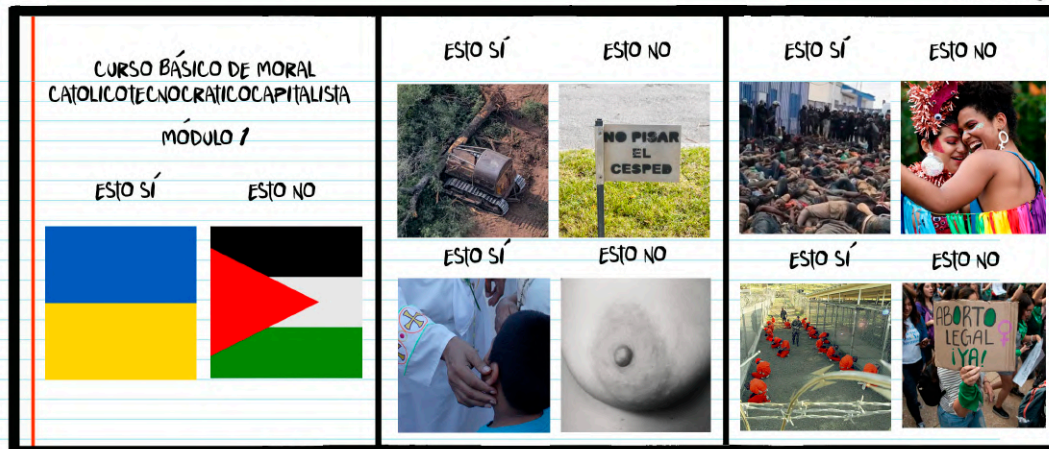 CURSO BÁSICO DE MORAL
CATOLICOTECNOCRATICOCAPITALISTA
MÓDULO 1
ESTO SÍ
ESTO NO
ESTO SÍ
ESTO NO
NO PISAR
EL
CESPED
ESTO SÍ
ESTO NO
ESTO SÍ
ESTO NO
ESTO SÍ
ESTO NO
ABORTO
LEGAL
¡YA!